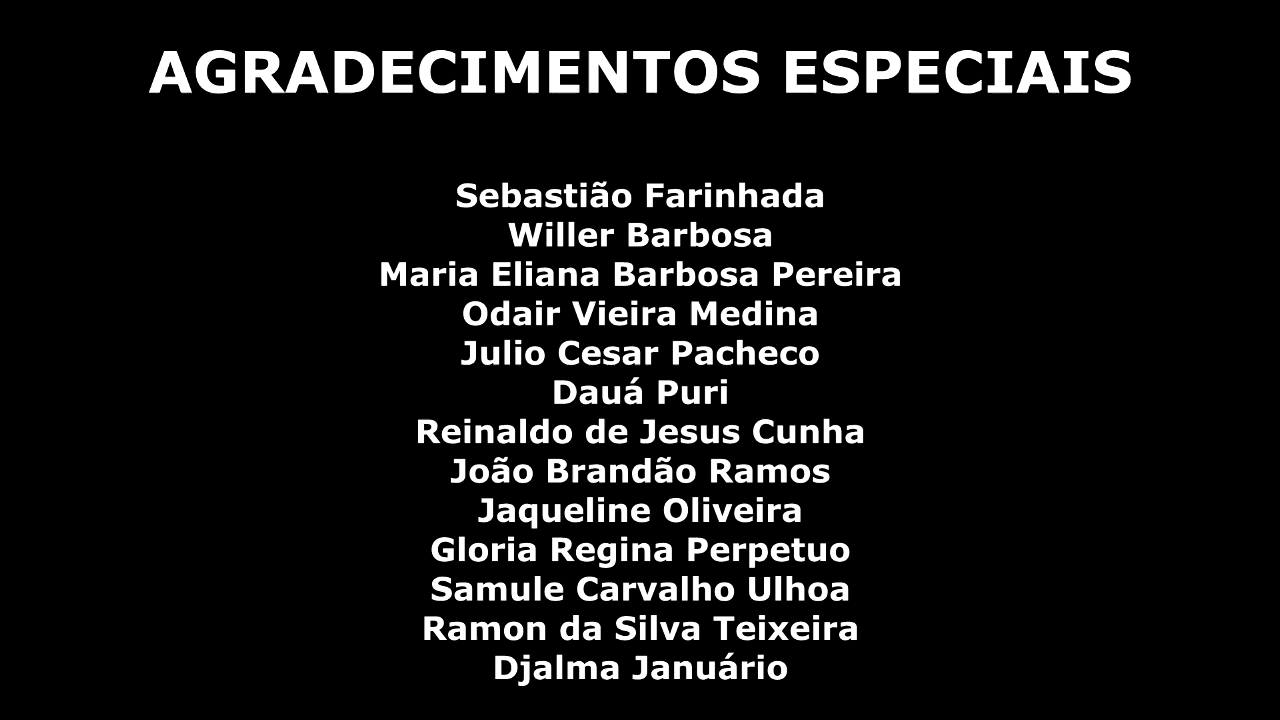 AGRADECIMENTOS ESPECIAIS
Sebastião Farinhada
Willer Barbosa
Maria Eliana Barbosa Pereira
Odair Vieira Medina
Julio Cesar Pacheco
Dauá Puri
Reinaldo de Jesus Cunha
João Brandão Ramos
Jaqueline Oliveira
Gloria Regina Perpetuo
Samule Carvalho Ulhoa
Ramon da Silva Teixeira
Djalma Januário